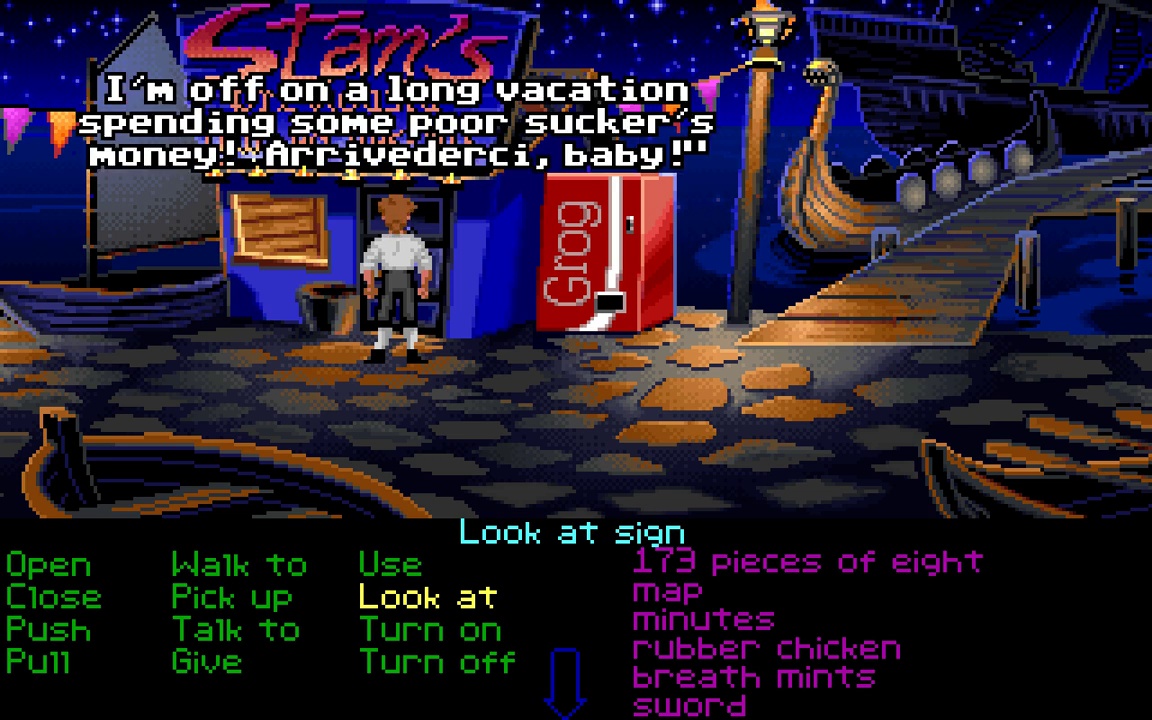 Stan's
I'm off on a long vacation
spending some poor sucker's
money! Arrivederci, baby!"
Grog
Look at sign
Open Walk to Use
Close Pick up Look at
Push Talk to Turn on
Pull Give Turn off
173 pieces of eight
map
minutes
rubber chicken
breath mints
sword